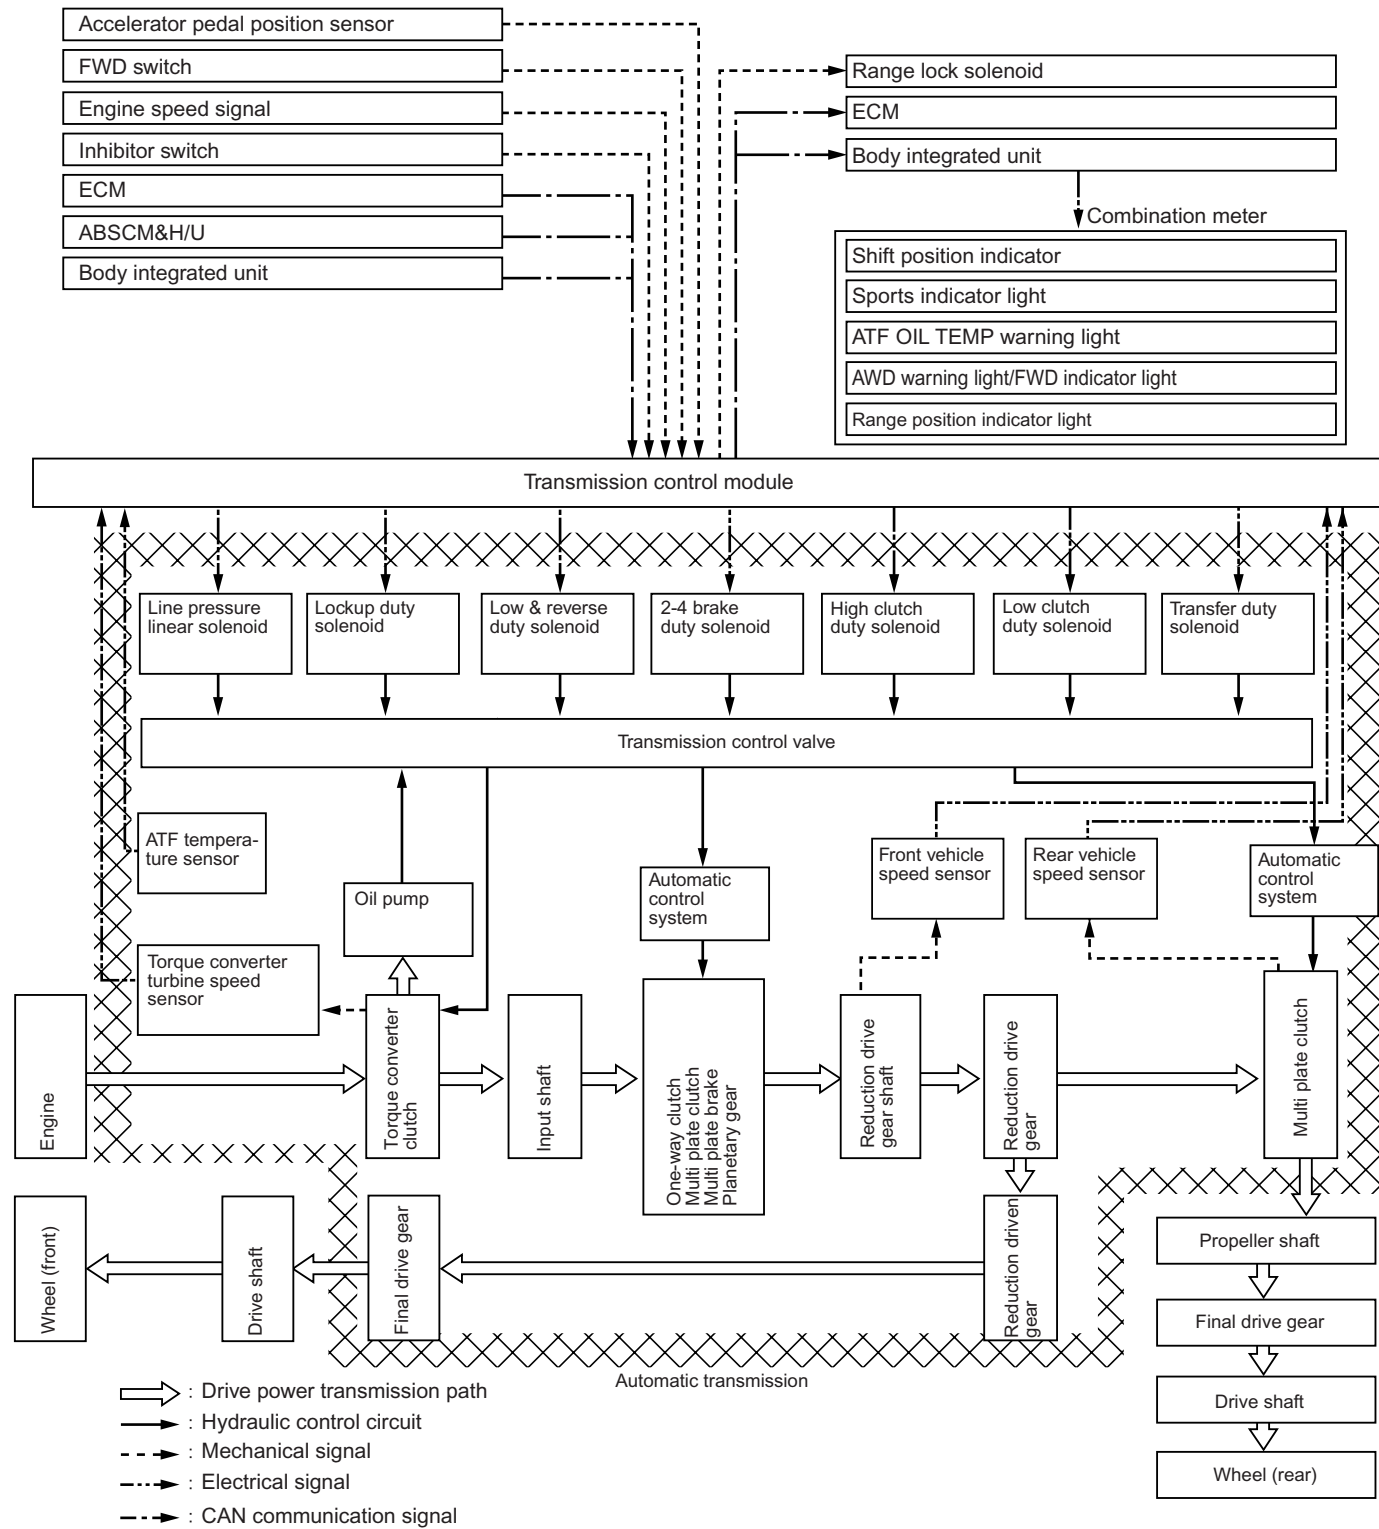 Accelerator pedal position sensor
FWD switch
Engine speed signal
Inhibitor switch
ECM
ABSCM&H/U
Body integrated unit
Range lock solenoid
ECM
Body integrated unit
Combination meter
Shift position indicator
Sports indicator light
ATF OIL TEMP warning light
AWD warning light/FWD indicator light
Range position indicator light
Transmission control module
Line pressure
linear solenoid
Lockup duty
solenoid
Low & reverse
duty solenoid
2-4 brake
duty solenoid
High clutch
duty solenoid
Low clutch
duty solenoid
Transfer duty
solenoid
Transmission control valve
ATF tempera-
ture sensor
Oil pump
Automatic
control
system
Front vehicle
speed sensor
Rear vehicle
speed sensor
Automatic
control
system
Torque converter
turbine speed
sensor
Engine
Torque converter
clutch
Input shaft
One-way clutch
Multi plate clutch
Multi plate brake
Planetary gear
Reduction drive
gear shaft
Reduction drive
gear
Multi plate clutch
Wheel (front)
Drive shaft
Final drive gear
Reduction driven
gear
Propeller shaft
Final drive gear
Drive shaft
Wheel (rear)
Automatic transmission
: Drive power transmission path
: Hydraulic control circuit
: Mechanical signal
: Electrical signal
: CAN communication signal